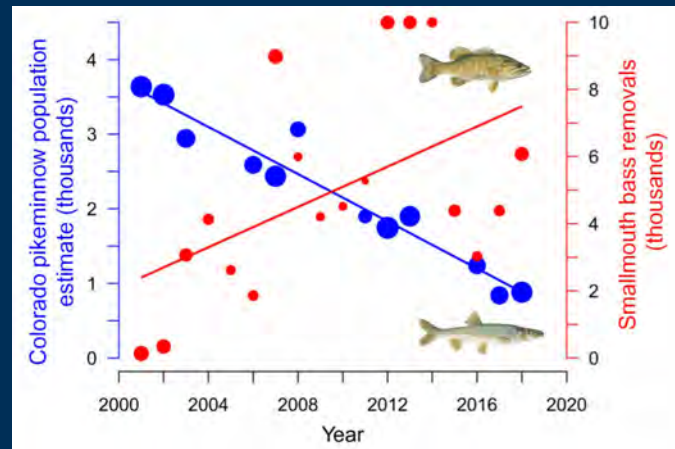 Colorado pikeminnow population
estimate (thousands)
4
3
2
1
0
10
8
6
4
2
0
Smallmouth bass removals
(thousands)
2000 2004 2008 2012 2016 2020
Year